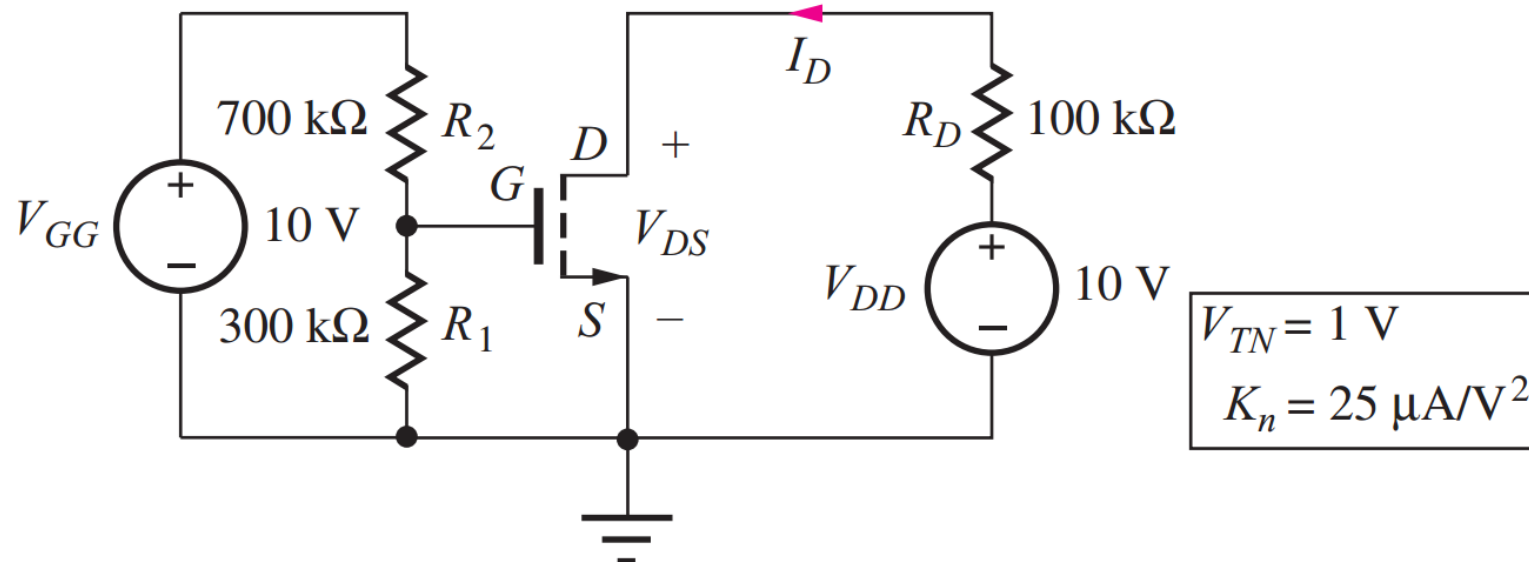 I_D
700 kΩ R_2
R_D 100 kΩ
D +
G
+
V_GG 10 V
V_DS
−
+
V_DD 10 V
−
300 kΩ R_1
S −
V_TN = 1 V
K_n = 25 μA/V²